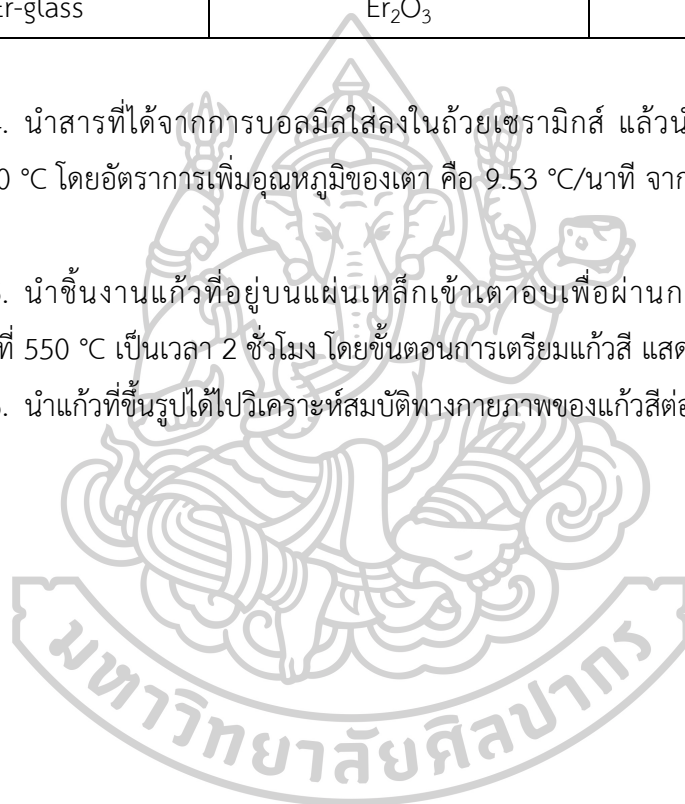 Er-glass Er₂O₃
. นำสารที่ได้จากการบอลมิลใส่ลงในถ้วยเซรามิกส์ แล้วนำ
0 °C โดยอัตราการเพิ่มอุณหภูมิของเตา คือ 9.53 °C/นาที จาก
. นำชิ้นงานแก้วที่อยู่บนแผ่นเหล็กเข้าเตาอบเพื่อผ่านก
ที่ 550 °C เป็นเวลา 2 ชั่วโมง โดยขั้นตอนการเตรียมแก้วสี แสด
. นำแก้วที่ขึ้นรูปได้ไปวิเคราะห์สมบัติทางกายภาพของแก้วสีต่อ
มหาวิทยาลัยศิลปากร